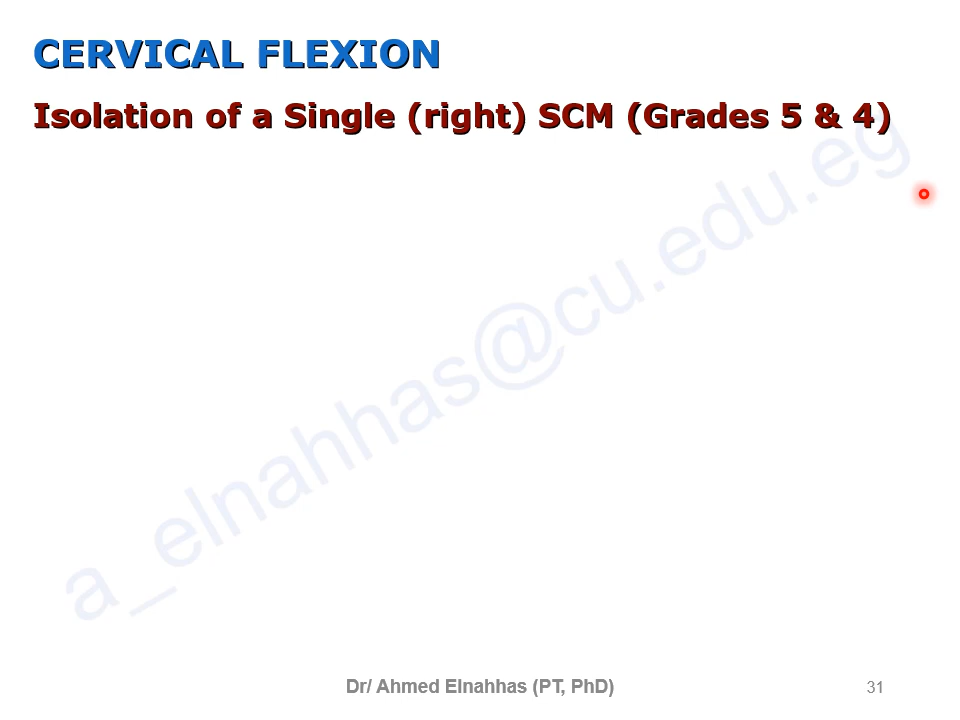 CERVICAL FLEXION
Isolation of a Single (right) SCM (Grades 5 & 4)
a_elnahhas@cu.edu.eg
Dr/ Ahmed Elnahhas (PT, PhD)
31